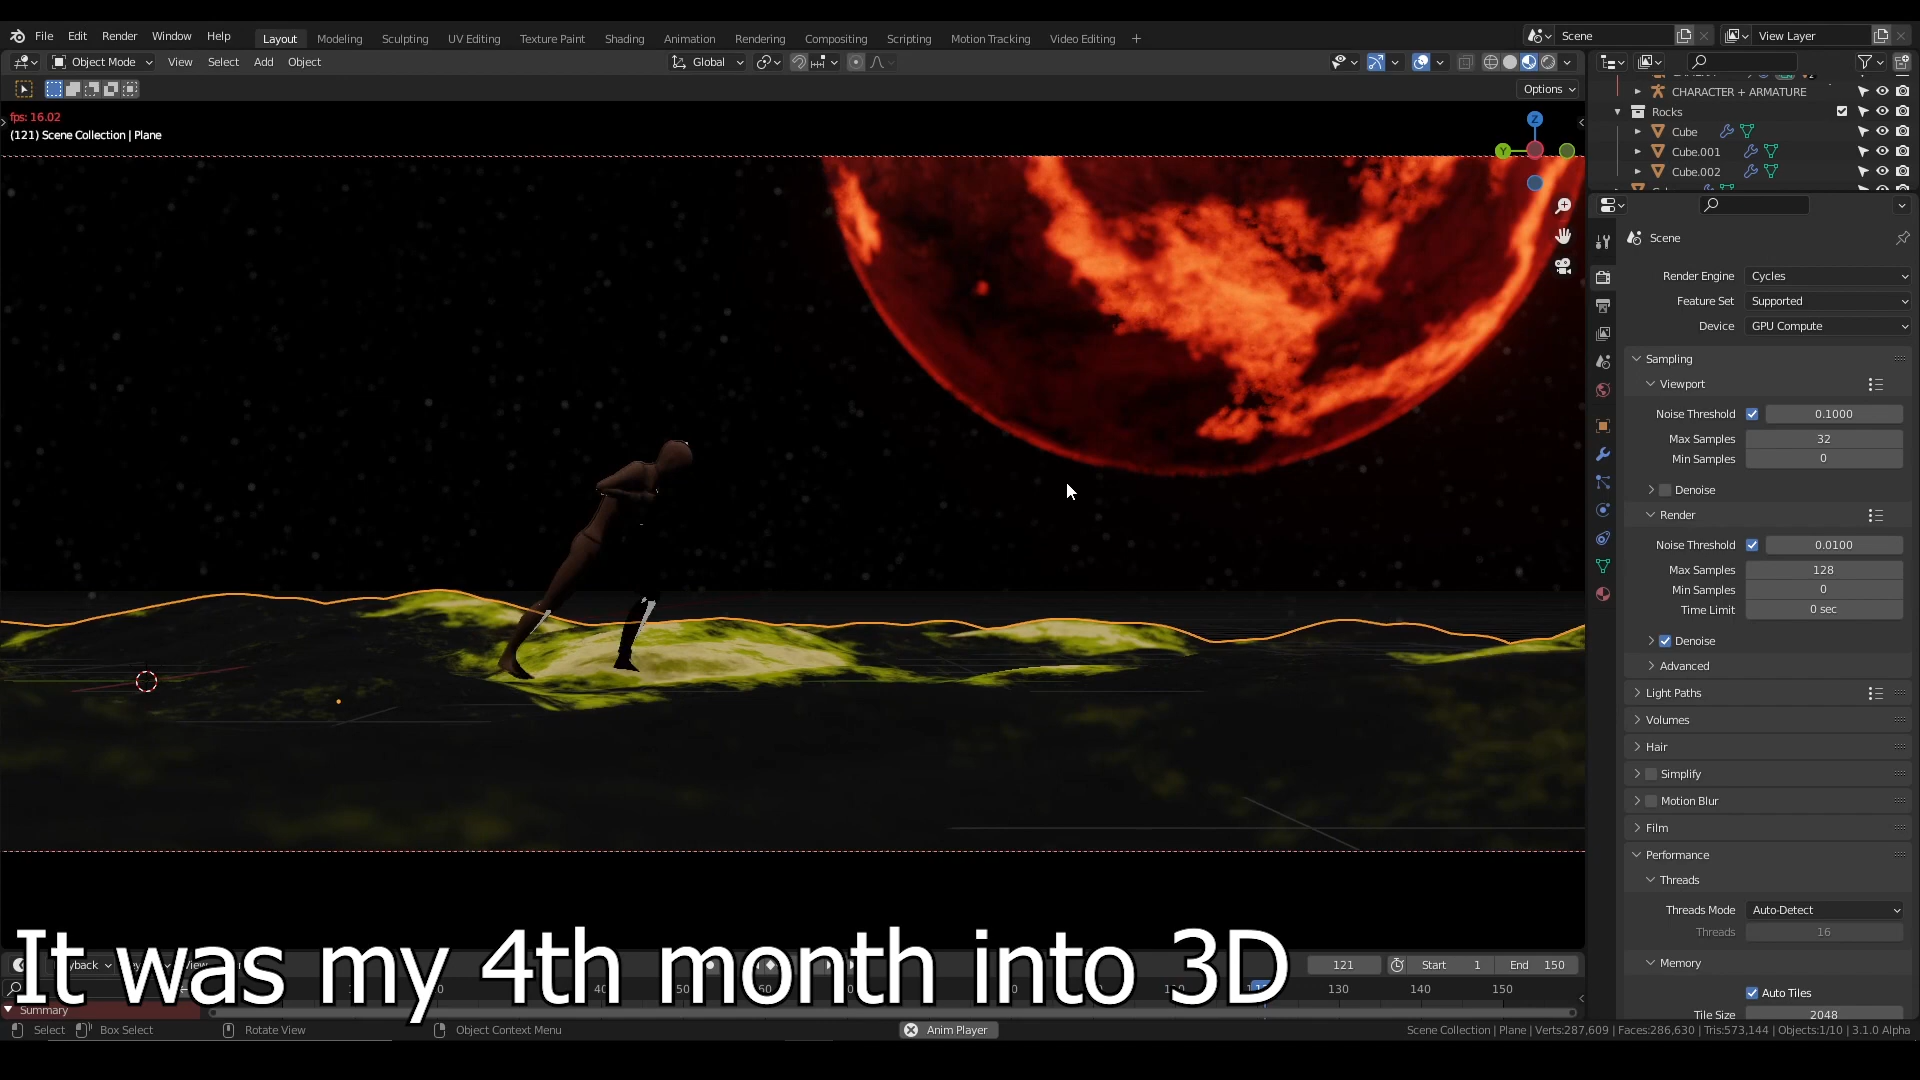 File Edit Render Window Help Layout Modeling Sculpting UV Editing Texture Paint Shading Animation Rendering Compositing Scripting Motion Tracking Video Editing + Scene View Layer
Object Mode View Select Add Object Global
Options
fps: 16.02
(121) Scene Collection | Plane
Z
Y
CHARACTER + ARMATURE
Rocks
Cube
Cube.001
Cube.002
Scene
Render Engine Cycles
Feature Set Supported
Device GPU Compute
Sampling
Viewport
Noise Threshold 0.1000
Max Samples 32
Min Samples 0
Denoise
Render
Noise Threshold 0.0100
Max Samples 128
Min Samples 0
Time Limit 0 sec
Denoise
Advanced
Light Paths
Volumes
Hair
Simplify
Motion Blur
Film
Performance
Threads
Threads Mode Auto-Detect
Threads 16
Memory
Auto Tiles
Tile Size 2048
It was my 4th month into 3D
121 Start 1 End 150
130 140 150
Summary
Select Box Select Rotate View Object Context Menu Anim Player Scene Collection | Plane | Verts:287,609 | Faces:286,630 | Tris:573,144 | Objects:1/10 | 3.1.0 Alpha